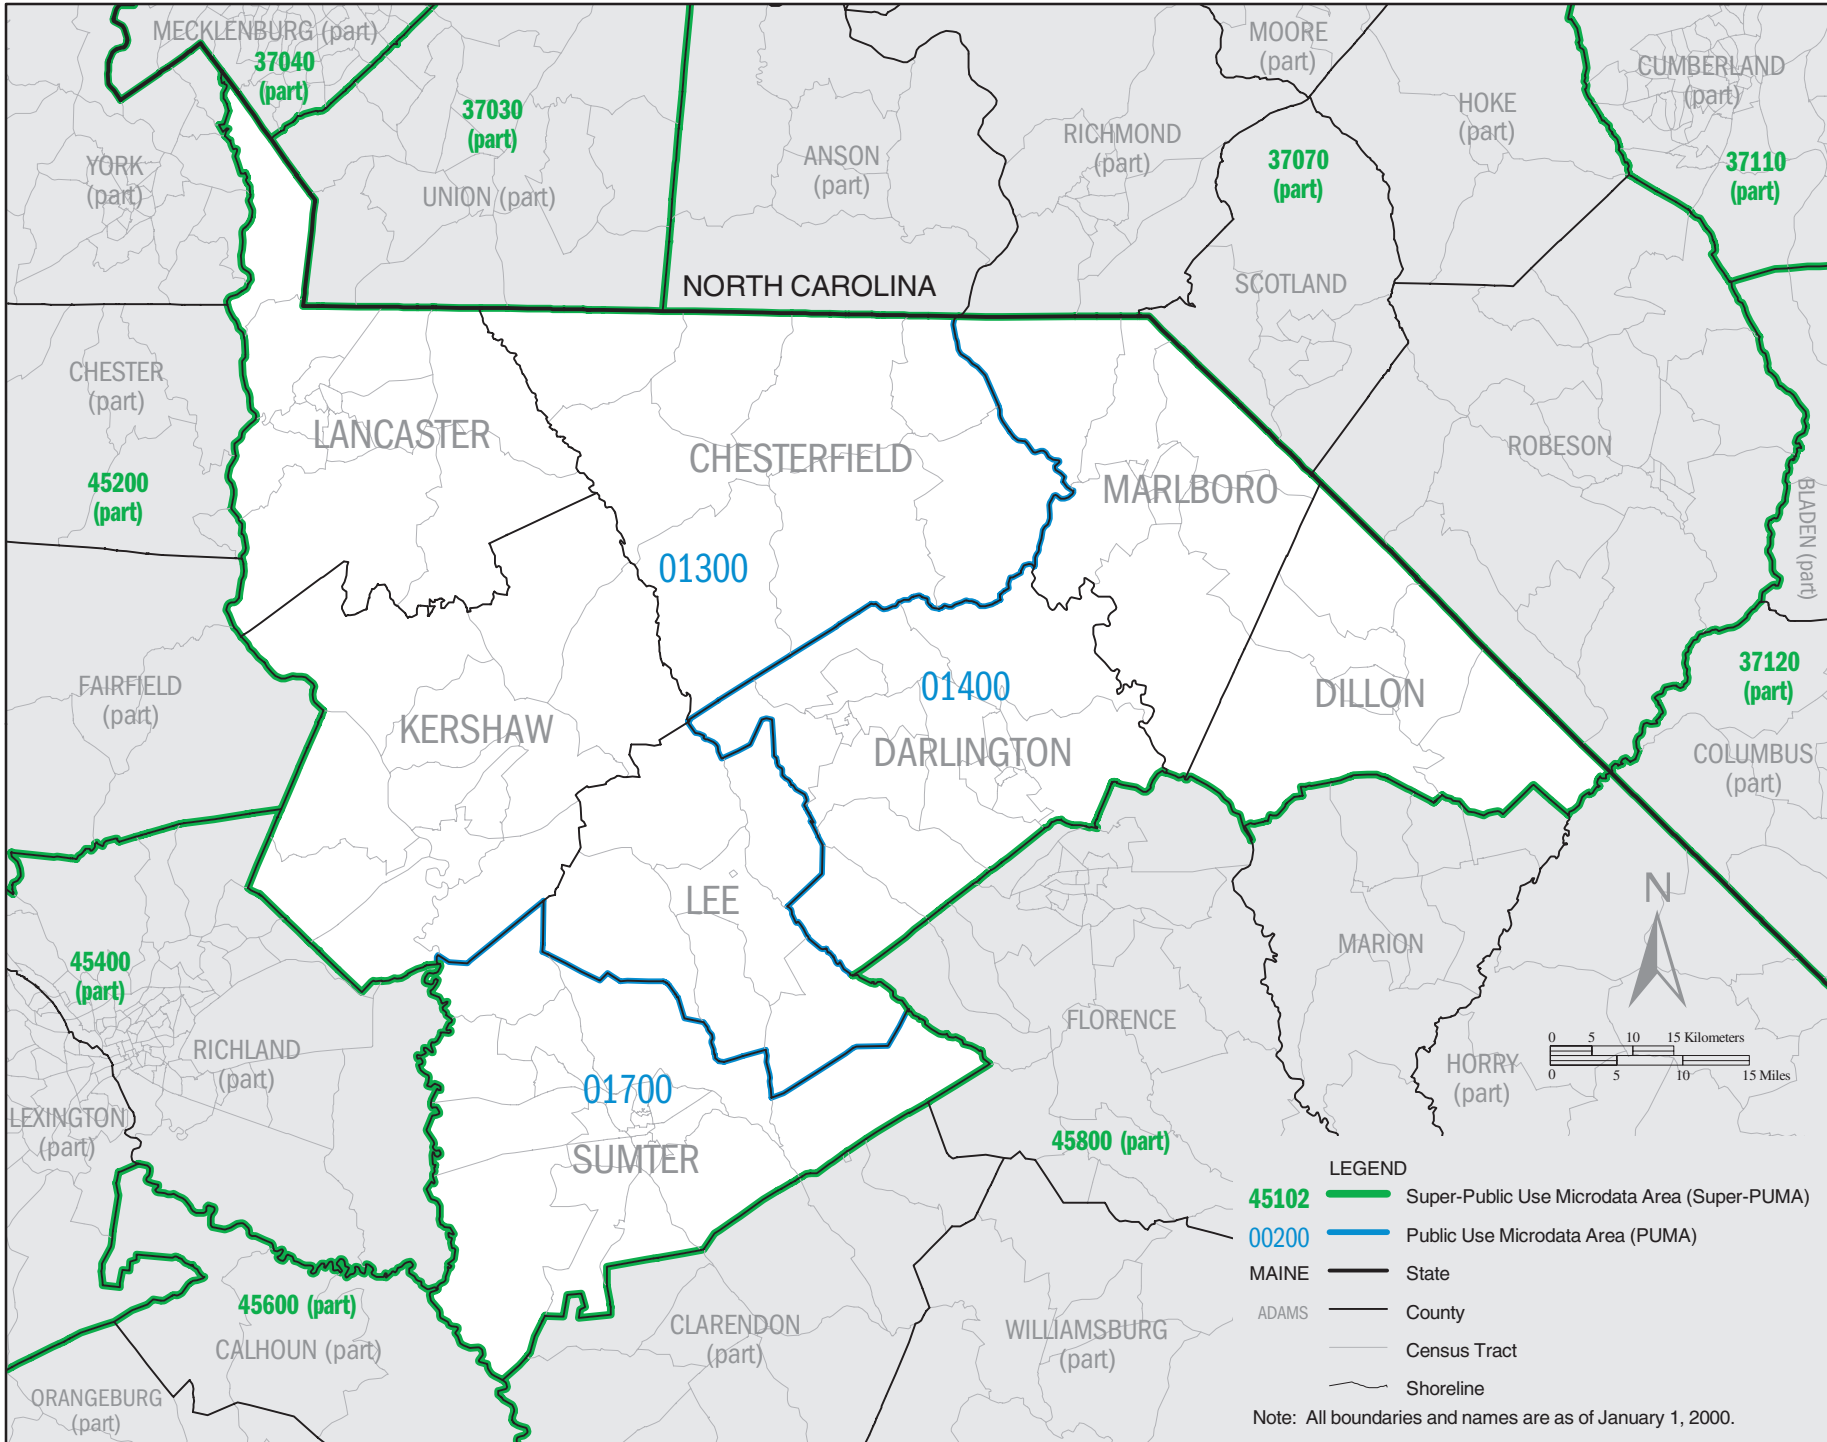 MECKLENBURG (part)
37040
(part)
37030
(part)
UNION (part)
YORK
(part)
ANSON
(part)
RICHMOND
(part)
MOORE
(part)
HOKE
(part)
CUMBERLAND
(part)
37070
(part)
37110
(part)
SCOTLAND
NORTH CAROLINA
CHESTER
(part)
45200
(part)
LANCASTER
CHESTERFIELD
MARLBORO
ROBESON
BLADEN (part)
01300
01400
37120
(part)
FAIRFIELD
(part)
KERSHAW
DARLINGTON
DILLON
COLUMBUS
(part)
LEE
N
MARION
45400
(part)
RICHLAND
(part)
FLORENCE
0 5 10 15 Kilometers
0 5 10 15 Miles
HORRY
(part)
LEXINGTON
(part)
01700
SUMTER
45800 (part)
45600 (part)
CALHOUN (part)
CLARENDON
(part)
WILLIAMSBURG
(part)
ORANGEBURG
(part)
LEGEND
45102 Super-Public Use Microdata Area (Super-PUMA)
00200 Public Use Microdata Area (PUMA)
MAINE State
ADAMS County
Census Tract
Shoreline
Note: All boundaries and names are as of January 1, 2000.